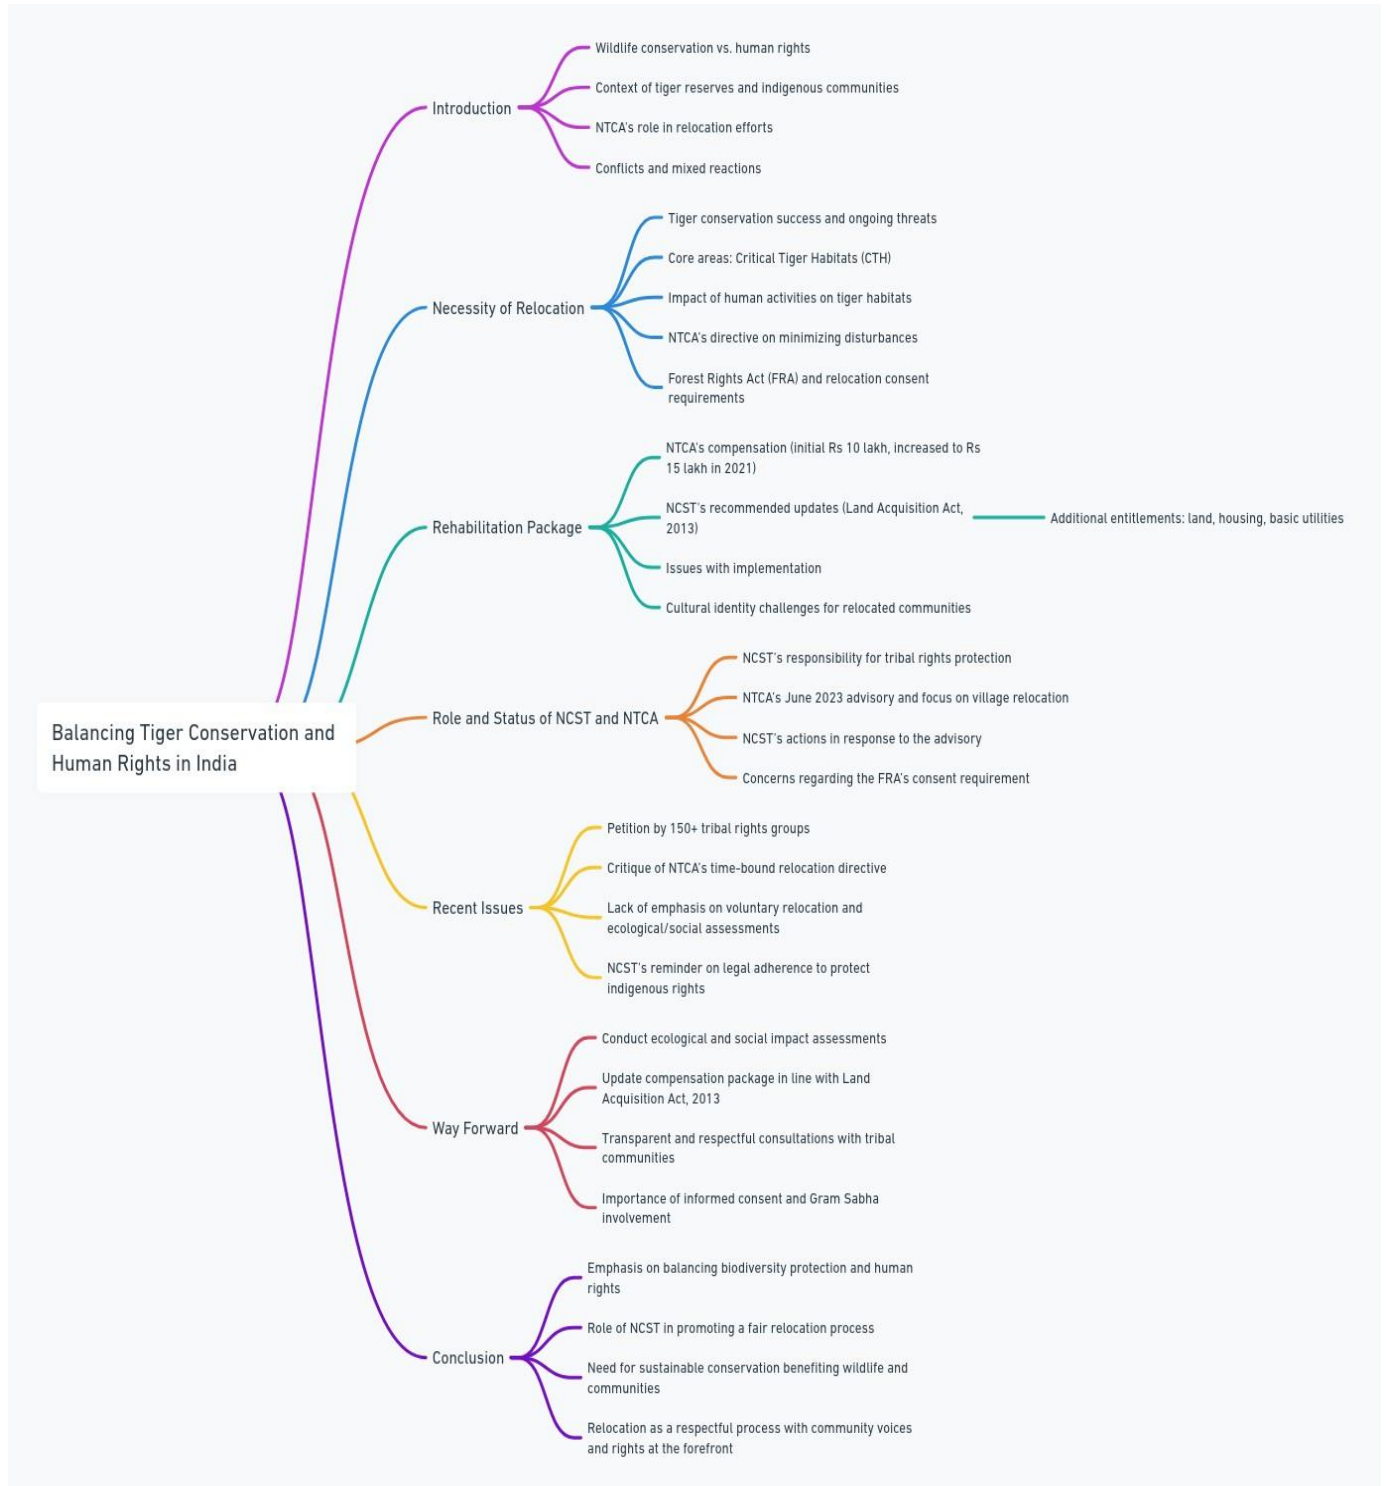 Wildlife conservation vs. human rights
Context of tiger reserves and indigenous communities
Introduction
NTCA's role in relocation efforts
Conflicts and mixed reactions
Tiger conservation success and ongoing threats
Core areas: Critical Tiger Habitats (CTH)
Necessity of Relocation
Impact of human activities on tiger habitats
NTCA's directive on minimizing disturbances
Forest Rights Act (FRA) and relocation consent
requirements
NTCA's compensation (initial Rs 10 lakh, increased to Rs
15 lakh in 2021)
Rehabilitation Package
NCST's recommended updates (Land Acquisition Act,
2013)
Additional entitlements: land, housing, basic utilities
Issues with implementation
Cultural identity challenges for relocated communities
NCST's responsibility for tribal rights protection
NTCA's June 2023 advisory and focus on village relocation
Role and Status of NCST and NTCA
NCST's actions in response to the advisory
Concerns regarding the FRA's consent requirement
Balancing Tiger Conservation and
Human Rights in India
Petition by 150+ tribal rights groups
Critique of NTCA's time-bound relocation directive
Recent Issues
Lack of emphasis on voluntary relocation and
ecological/social assessments
NCST's reminder on legal adherence to protect
indigenous rights
Conduct ecological and social impact assessments
Update compensation package in line with Land
Acquisition Act, 2013
Way Forward
Transparent and respectful consultations with tribal
communities
Importance of informed consent and Gram Sabha
involvement
Emphasis on balancing biodiversity protection and human
rights
Role of NCST in promoting a fair relocation process
Conclusion
Need for sustainable conservation benefiting wildlife and
communities
Relocation as a respectful process with community voices
and rights at the forefront